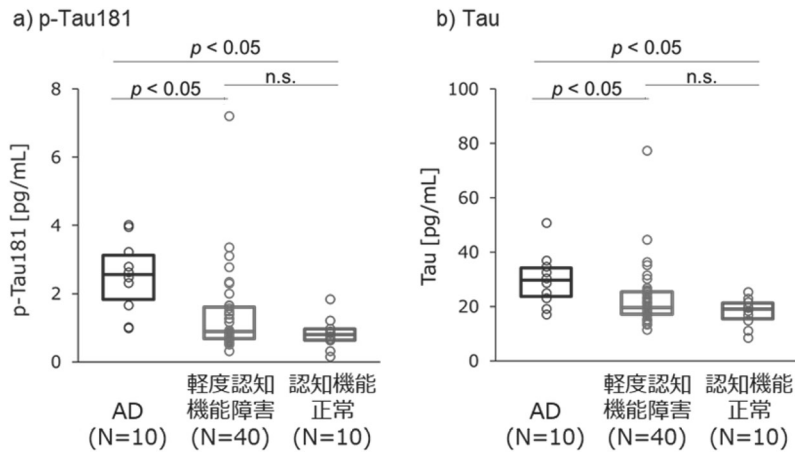 a) p-Tau181
p < 0.05
p < 0.05
n.s.
8
6
4
2
0
p-Tau181 [pg/mL]
AD
(N=10)
軽度認知
機能障害
(N=40)
認知機能
正常
(N=10)
b) Tau
p < 0.05
p < 0.05
n.s.
100
80
60
40
20
0
Tau [pg/mL]
AD
(N=10)
軽度認知
機能障害
(N=40)
認知機能
正常
(N=10)